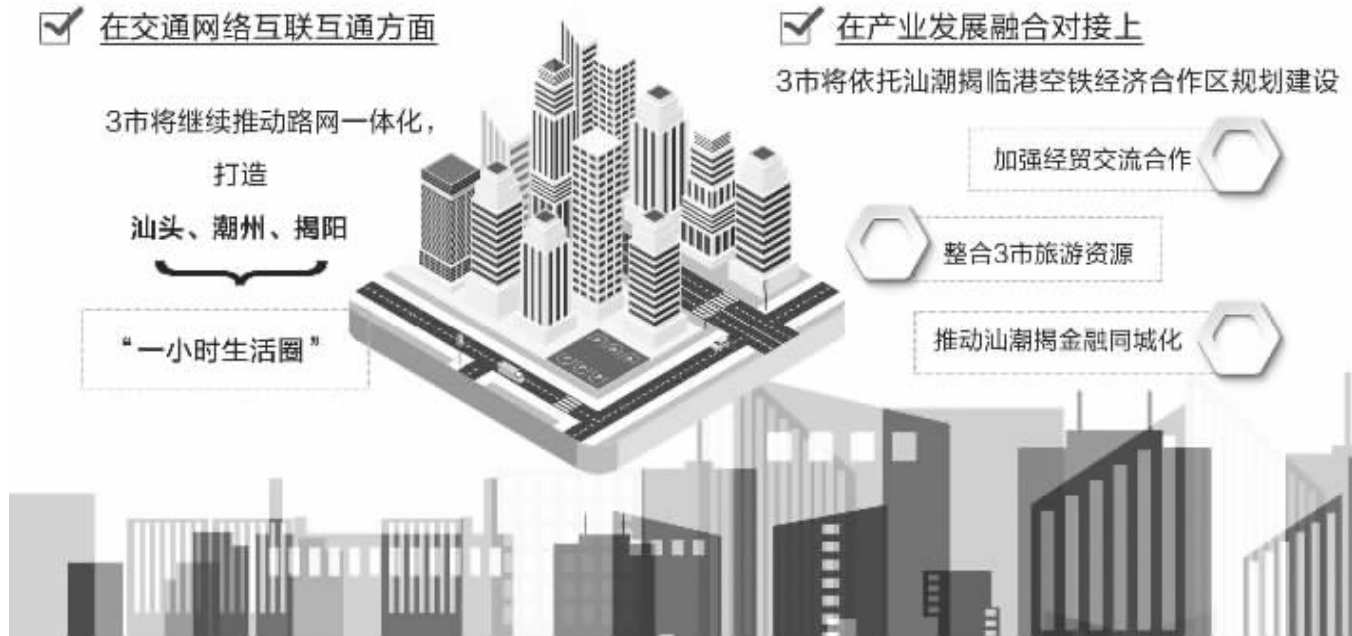 在交通网络互联互通方面
3市将继续推动路网一体化，
打造
汕头、潮州、揭阳
“一小时生活圈”
在产业发展融合对接上
3市将依托汕潮揭临港空铁经济合作区规划建设
加强经贸交流合作
整合3市旅游资源
推动汕潮揭金融同城化